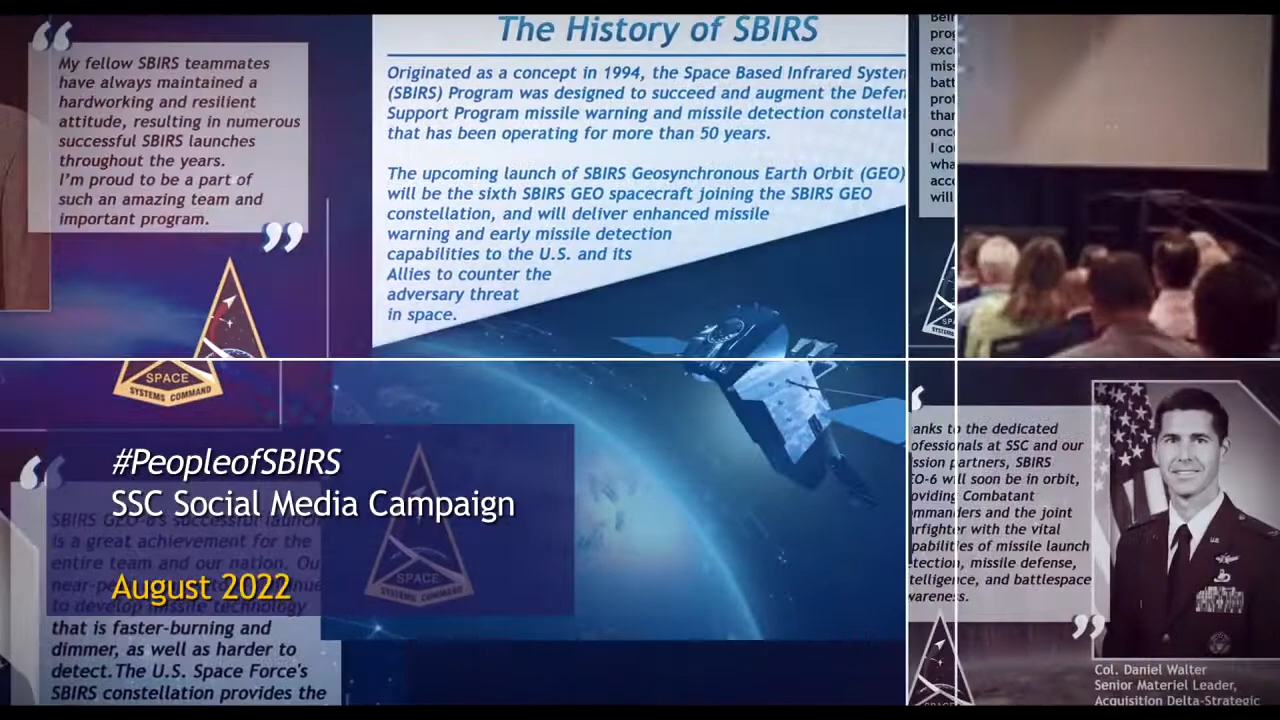 My fellow SBIRS teammates
have always maintained a
hardworking and resilient
attitude, resulting in numerous
successful SBIRS launches
throughout the years.
I'm proud to be a part of
such an amazing team and
important program.
The History of SBIRS
Originated as a concept in 1994, the Space Based Infrared System
(SBIRS) Program was designed to succeed and augment the Defen
Support Program missile warning and missile detection constellat
that has been operating for more than 50 years.
The upcoming launch of SBIRS Geosynchronous Earth Orbit (GEO)
will be the sixth SBIRS GEO spacecraft joining the SBIRS GEO
constellation, and will deliver enhanced missile
warning and early missile detection
capabilities to the U.S. and its
Allies to counter the
adversary threat
in space.
SPACE
SYSTEMS COMMAND
#PeopleofSBIRS
SSC Social Media Campaign
August 2022
SBIRS GEO-6's successful launch
is a great achievement for the
entire team and our nation. Ou
to develop missile technology
that is faster-burning and
dimmer, as well as harder to
detect.The U.S. Space Force's
SBIRS constellation provides the
SPACE
SYSTEMS COMMAND
anks to the dedicated
ofessionals at SSC and our
ssion partners, SBIRS
EO-6 will soon be in orbit,
oviding Combatant
mmanders and the joint
arfighter with the vital
pabilities of missile launch
tection, missile defense,
telligence, and battlespace
wareness.
Col. Daniel Walter
Senior Materiel Leader,
Acquisition Delta-Strategic